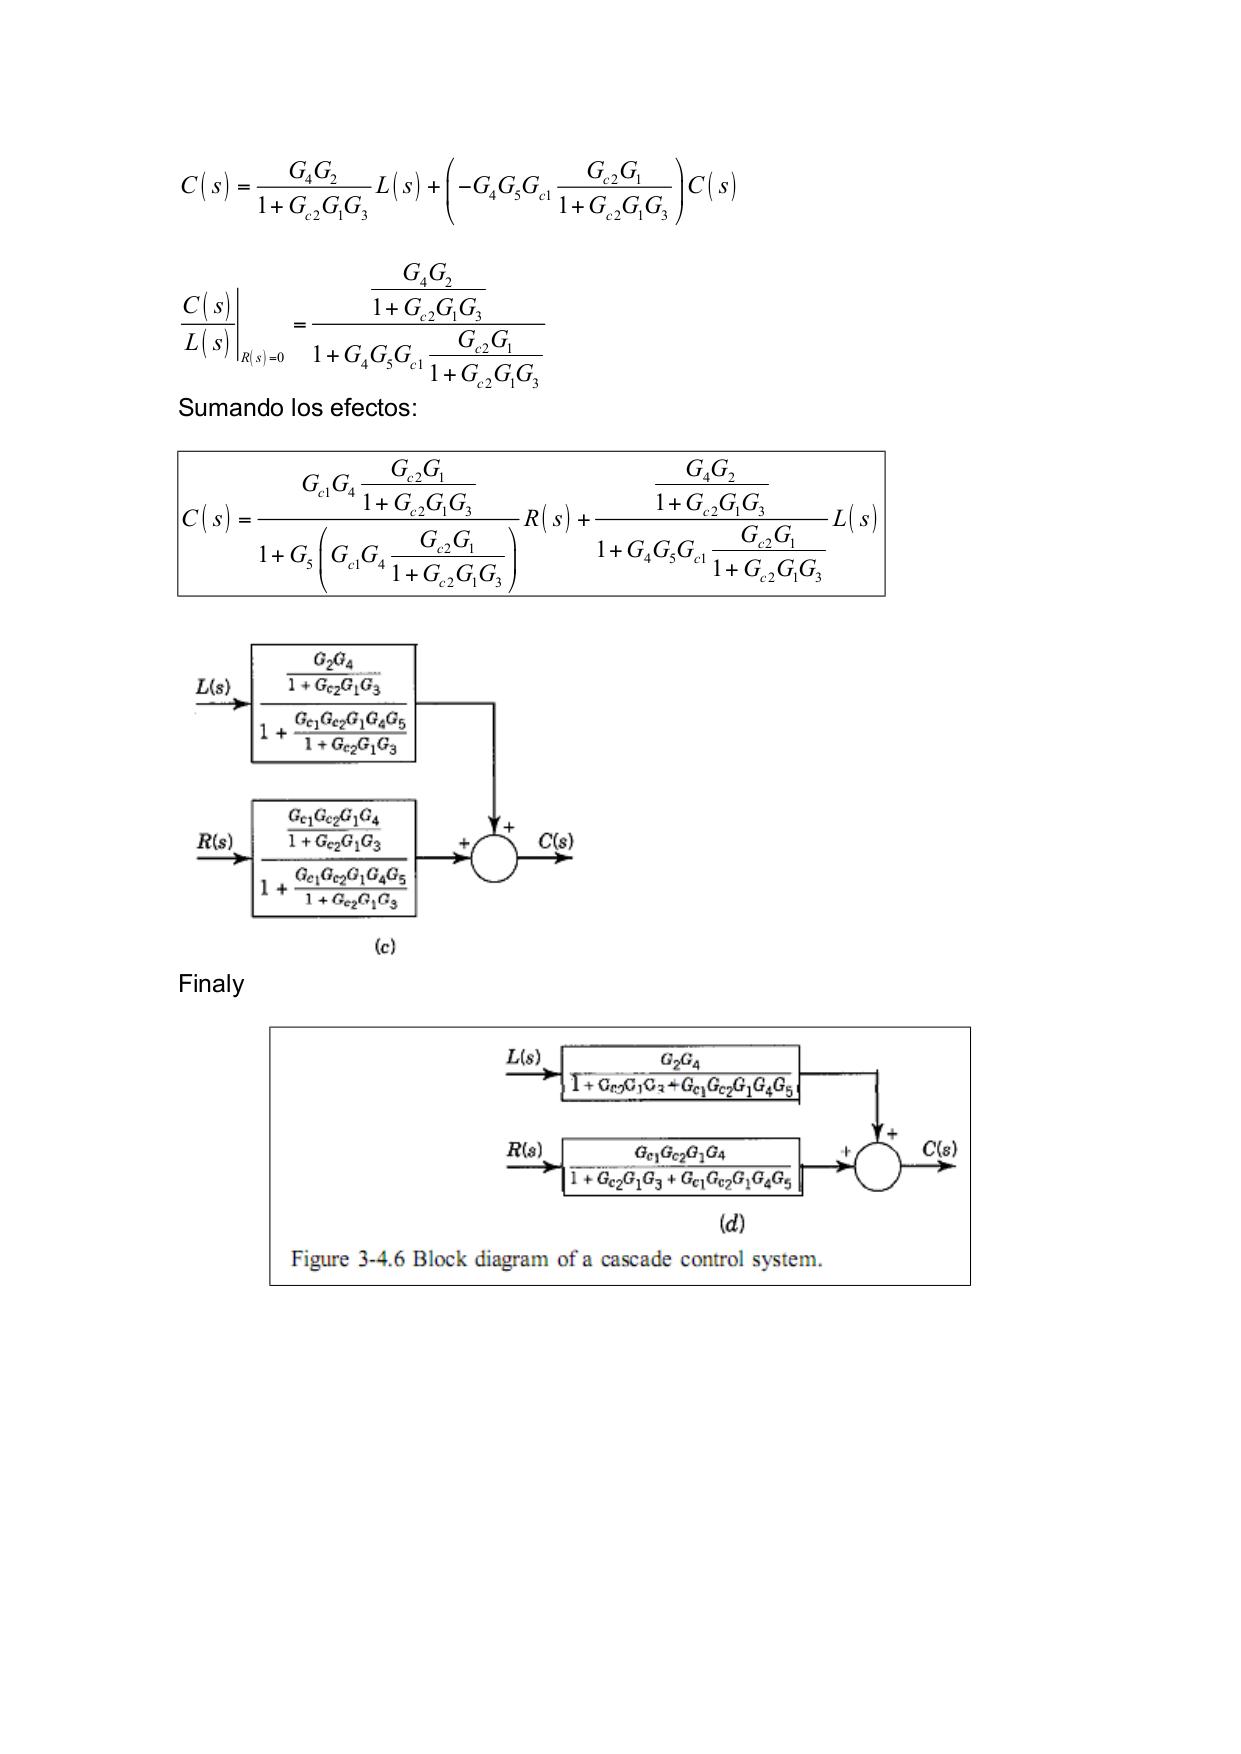 C(s) = \frac{G_4G_2}{1+G_{c2}G_1G_3} L(s) + \left(-G_4G_5G_{c1} \frac{G_{c2}G_1}{1+G_{c2}G_1G_3}\right) C(s)
\left.\frac{C(s)}{L(s)}\right|_{R(s)=0} = \frac{\frac{G_4G_2}{1+G_{c2}G_1G_3}}{1+G_4G_5G_{c1}\frac{G_{c2}G_1}{1+G_{c2}G_1G_3}}
Sumando los efectos:
C(s) = \frac{G_{c1}G_4\frac{G_{c2}G_1}{1+G_{c2}G_1G_3}}{1+G_5\left(G_{c1}G_4\frac{G_{c2}G_1}{1+G_{c2}G_1G_3}\right)} R(s) + \frac{\frac{G_4G_2}{1+G_{c2}G_1G_3}}{1+G_4G_5G_{c1}\frac{G_{c2}G_1}{1+G_{c2}G_1G_3}} L(s)
L(s) \frac{\frac{G_2G_4}{1+G_{c2}G_1G_3}}{1+\frac{G_{c1}G_{c2}G_1G_4G_5}{1+G_{c2}G_1G_3}}
+
R(s) \frac{\frac{G_{c1}G_{c2}G_1G_4}{1+G_{c2}G_1G_3}}{1+\frac{G_{c1}G_{c2}G_1G_4G_5}{1+G_{c2}G_1G_3}} + C(s)
(c)
Finaly
L(s) \frac{G_2G_4}{1+G_{c2}G_1G_3+G_{c1}G_{c2}G_1G_4G_5}
+
R(s) \frac{G_{c1}G_{c2}G_1G_4}{1+G_{c2}G_1G_3+G_{c1}G_{c2}G_1G_4G_5} + C(s)
(d)
Figure 3-4.6 Block diagram of a cascade control system.